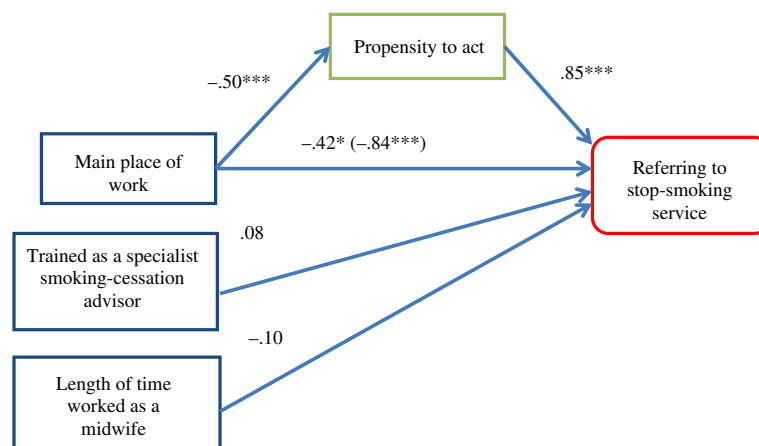 Propensity to act
–.50***
.85***
–.42* (–.84***)
Main place of
work
Referring to
stop-smoking
service
Trained as a specialist
smoking-cessation
advisor
.08
–.10
Length of time
worked as a
midwife